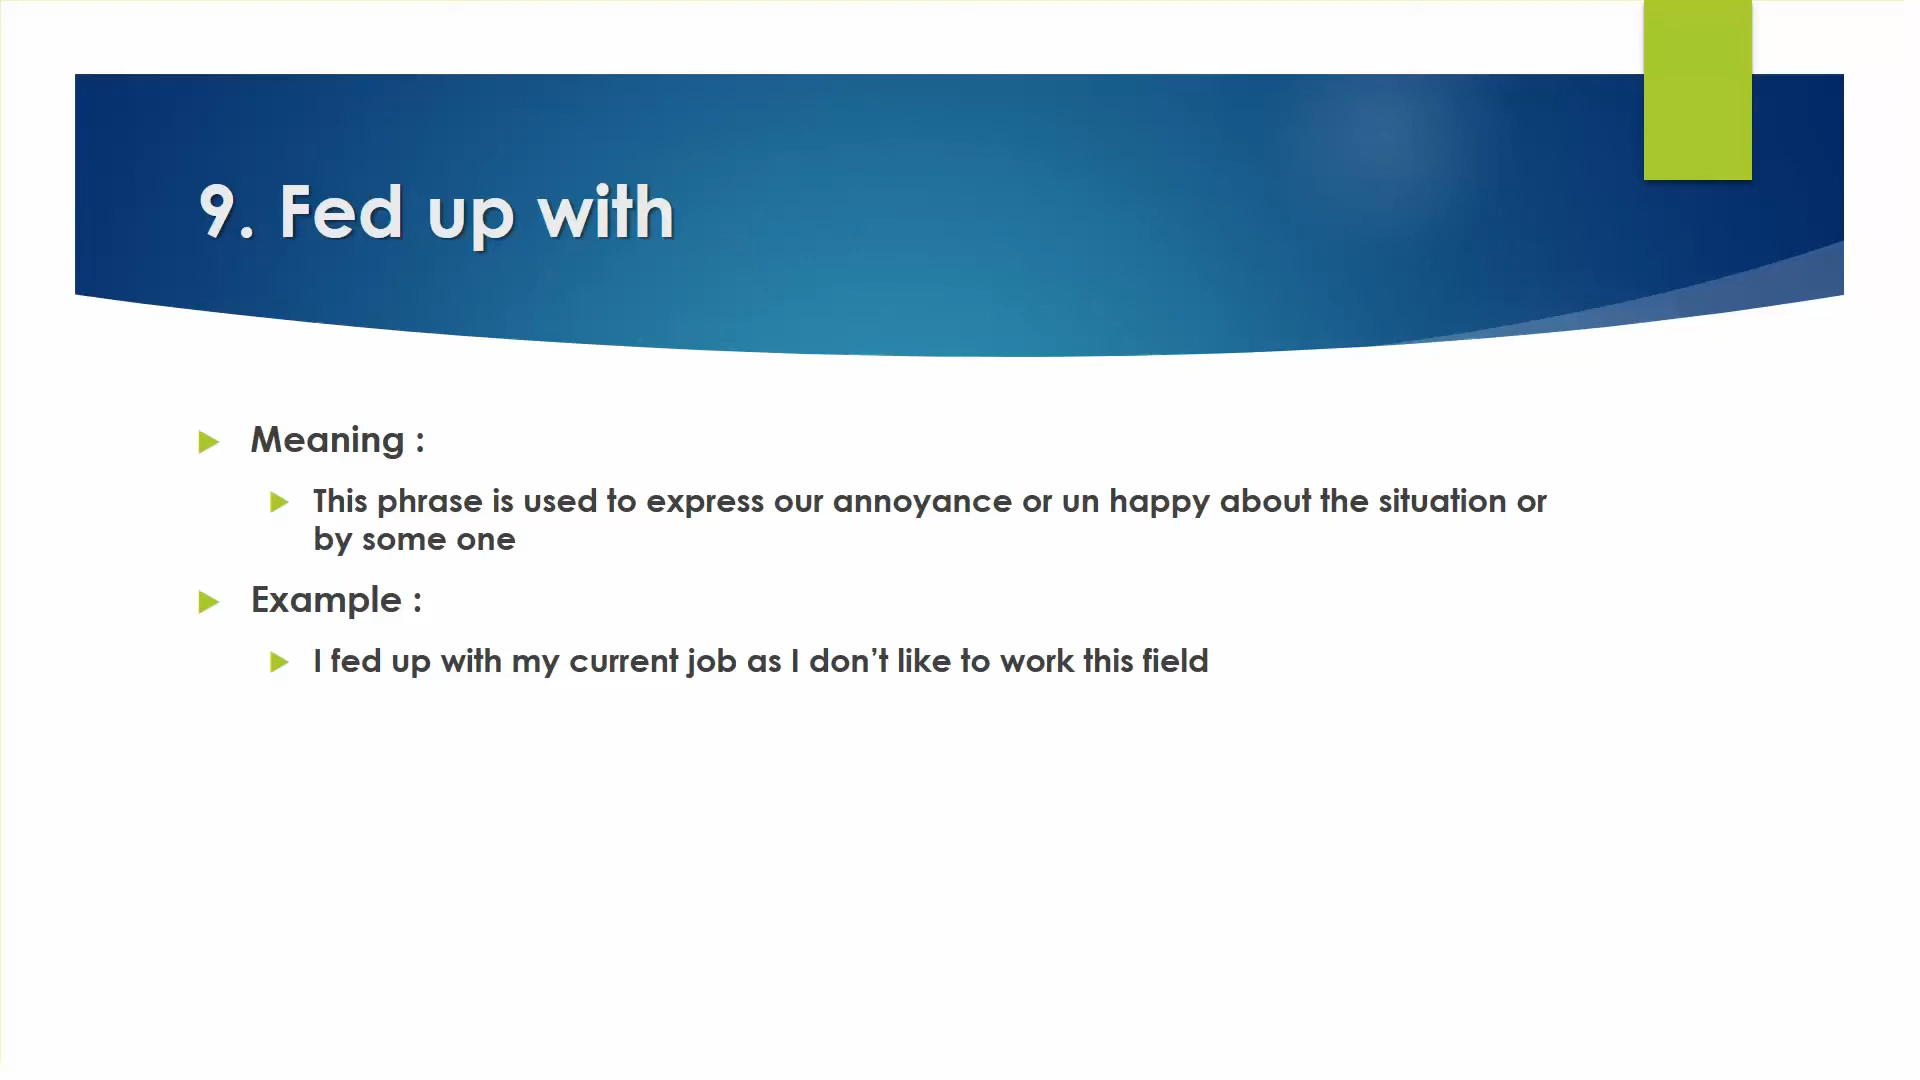 9. Fed up with
Meaning :
This phrase is used to express our annoyance or un happy about the situation or
by some one
Example :
I fed up with my current job as I don’t like to work this field